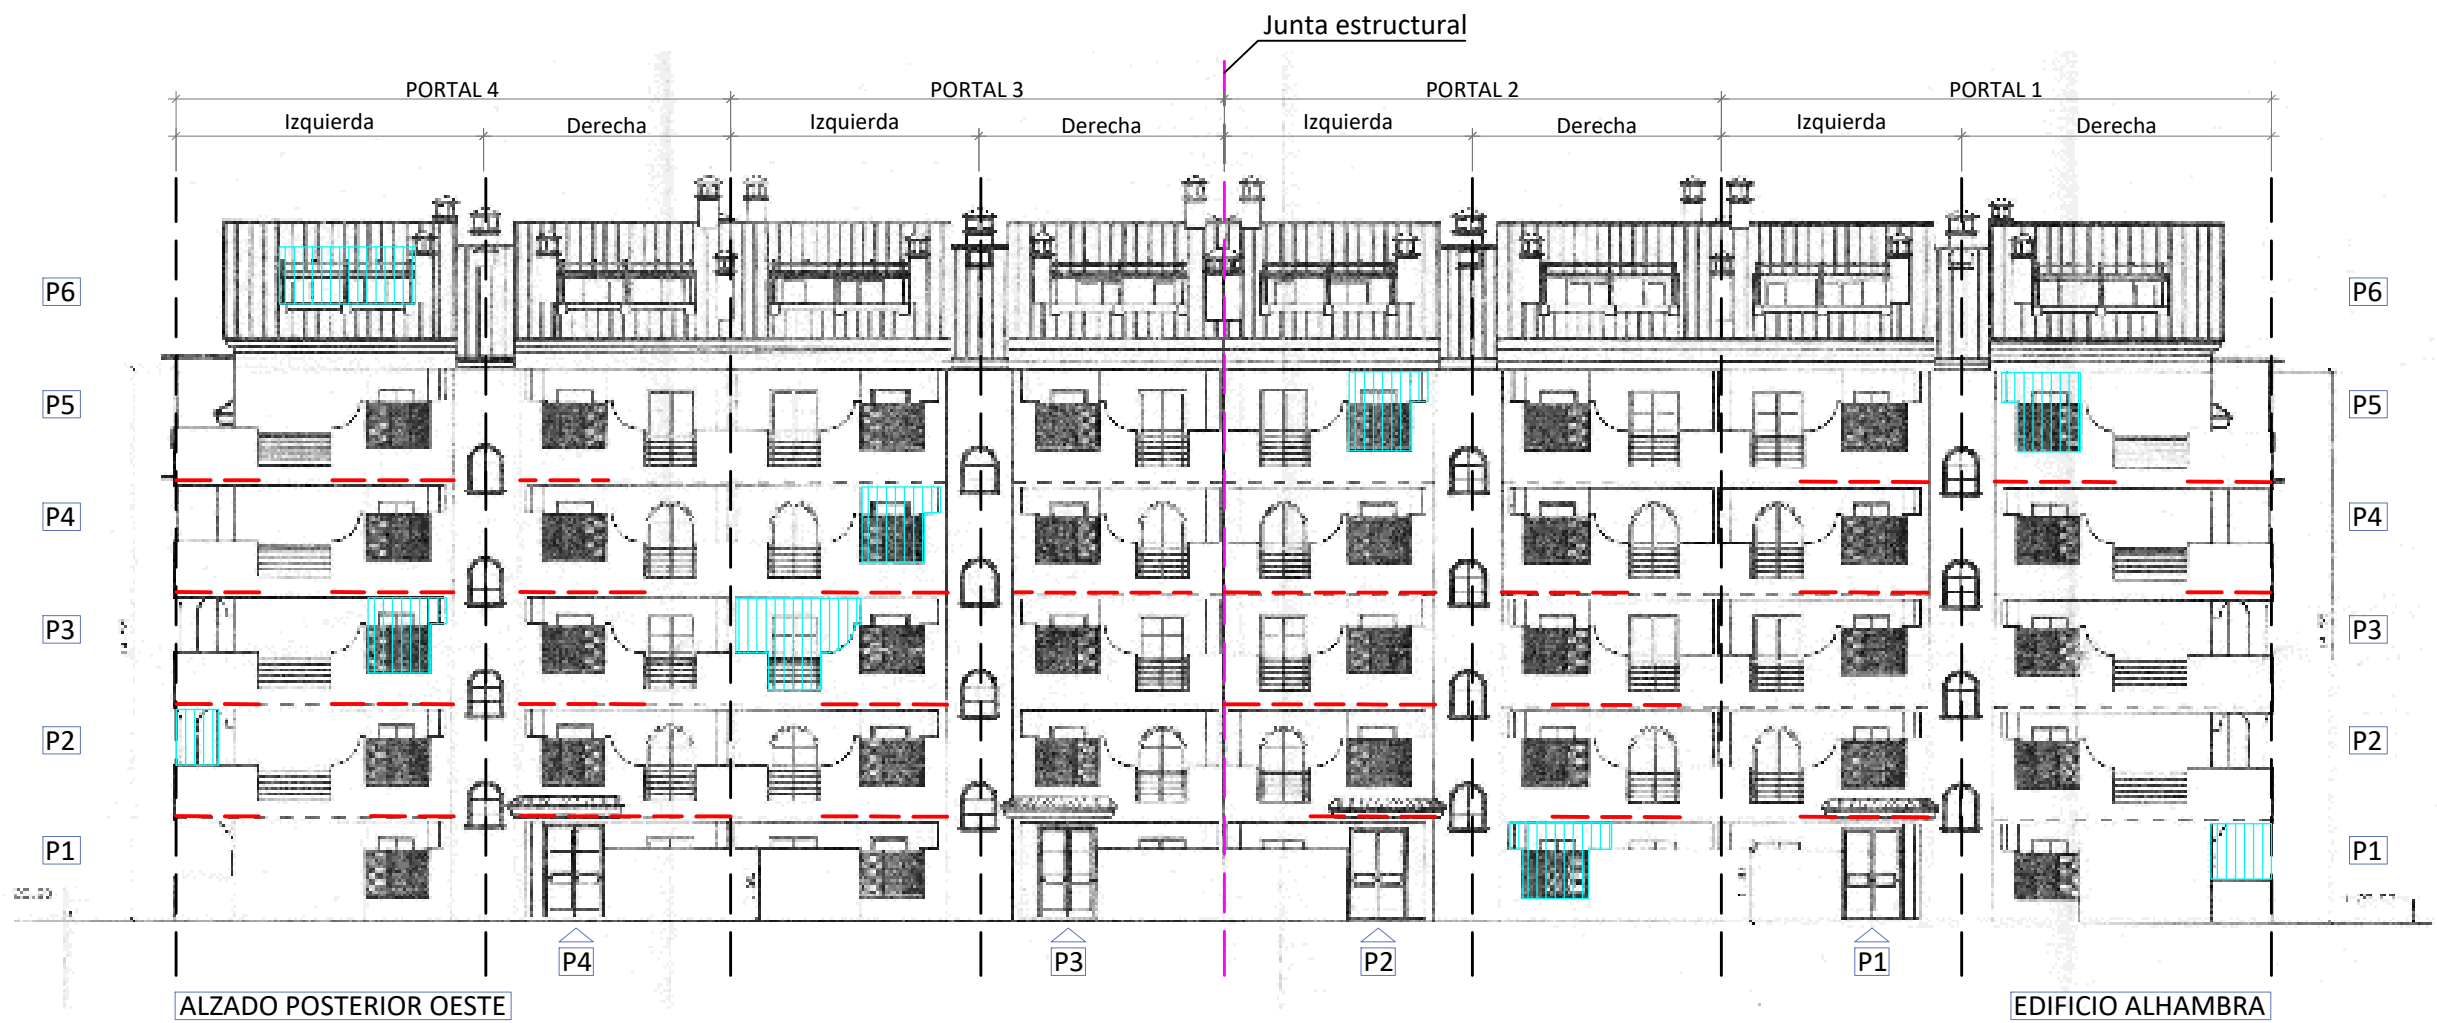 Junta estructural
PORTAL 4 PORTAL 3 PORTAL 2 PORTAL 1
Izquierda Derecha Izquierda Derecha Izquierda Derecha Izquierda Derecha
P6 P6
P5 P5
P4 P4
P3 P3
P2 P2
P1 P1
P4 P3 P2 P1
ALZADO POSTERIOR OESTE EDIFICIO ALHAMBRA